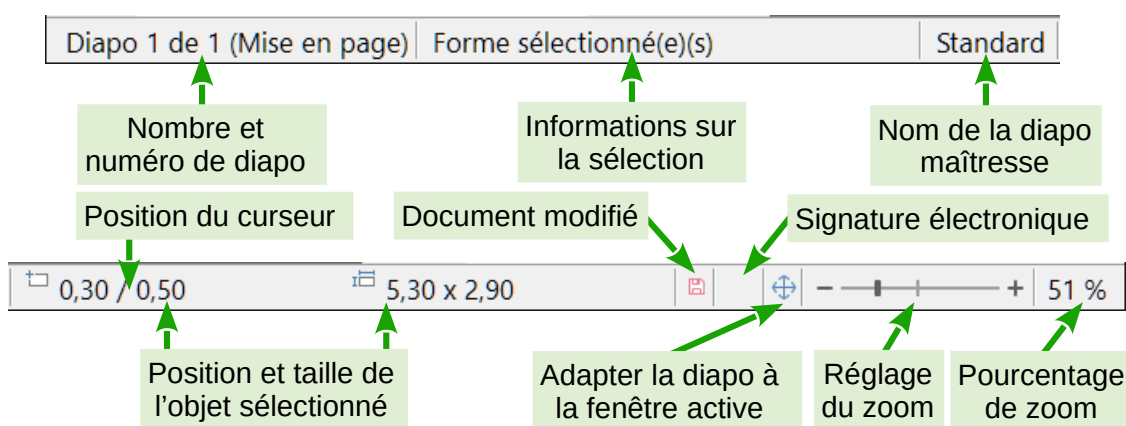 Diapo 1 de 1 (Mise en page) Forme sélectionné(e)(s) Standard
Nombre et
numéro de diapo
Informations sur
la sélection
Nom de la diapo
maîtresse
Position du curseur
Document modifié
Signature électronique
0,30 / 0,50 5,30 x 2,90 51 %
Position et taille de
l’objet sélectionné
Adapter la diapo à
la fenêtre active
Réglage
du zoom
Pourcentage
de zoom